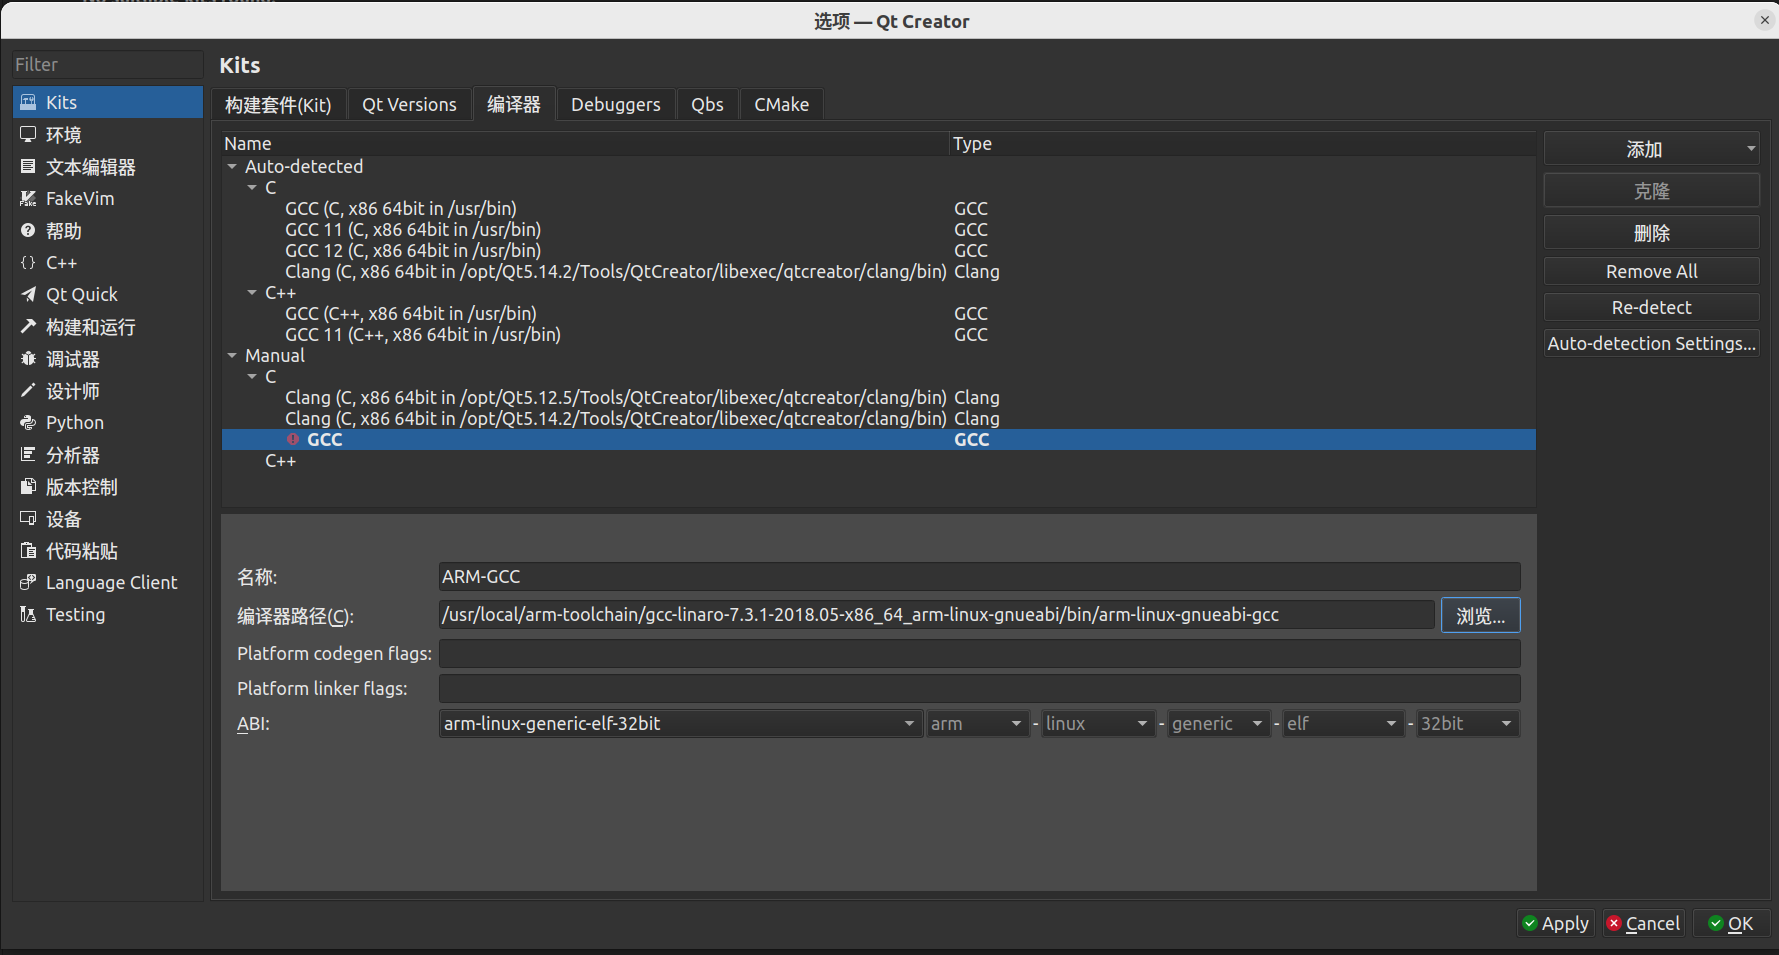 选项 — Qt Creator
Filter
Kits
环境
文本编辑器
FakeVim
帮助
C++
Qt Quick
构建和运行
调试器
设计师
Python
分析器
版本控制
设备
代码粘贴
Language Client
Testing
Kits
构建套件(Kit) Qt Versions 编译器 Debuggers Qbs CMake
Name Type
Auto-detected
C
GCC (C, x86 64bit in /usr/bin) GCC
GCC 11 (C, x86 64bit in /usr/bin) GCC
GCC 12 (C, x86 64bit in /usr/bin) GCC
Clang (C, x86 64bit in /opt/Qt5.14.2/Tools/QtCreator/libexec/qtcreator/clang/bin) Clang
C++
GCC (C++, x86 64bit in /usr/bin) GCC
GCC 11 (C++, x86 64bit in /usr/bin) GCC
Manual
C
Clang (C, x86 64bit in /opt/Qt5.12.5/Tools/QtCreator/libexec/qtcreator/clang/bin) Clang
Clang (C, x86 64bit in /opt/Qt5.14.2/Tools/QtCreator/libexec/qtcreator/clang/bin) Clang
GCC GCC
C++
添加
克隆
删除
Remove All
Re-detect
Auto-detection Settings...
名称: ARM-GCC
编译器路径(C): /usr/local/arm-toolchain/gcc-linaro-7.3.1-2018.05-x86_64_arm-linux-gnueabi/bin/arm-linux-gnueabi-gcc 浏览...
Platform codegen flags:
Platform linker flags:
ABI: arm-linux-generic-elf-32bit arm - linux - generic - elf - 32bit
Apply Cancel OK